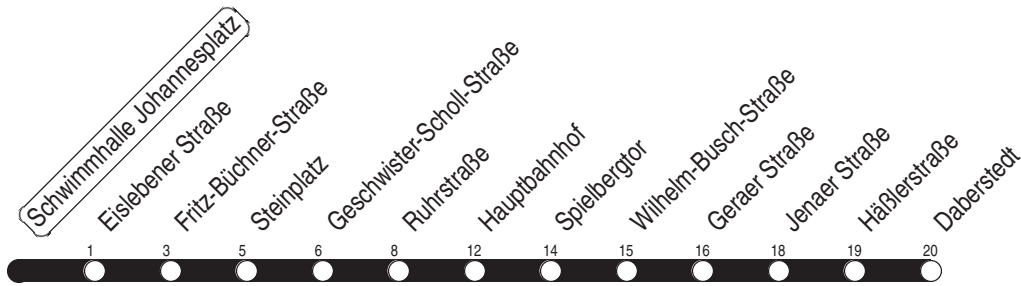 Schwimmhalle Johannesplatz
Eislebener Straße
Fritz-Büchner-Straße
Steinplatz
Geschwister-Scholl-Straße
Ruhrstraße
Hauptbahnhof
Spielbergtor
Wilhelm-Busch-Straße
Geraer Straße
Jenaer Straße
Häßlerstraße
Daberstedt
1 3 5 6 8 12 14 15 16 18 19 20